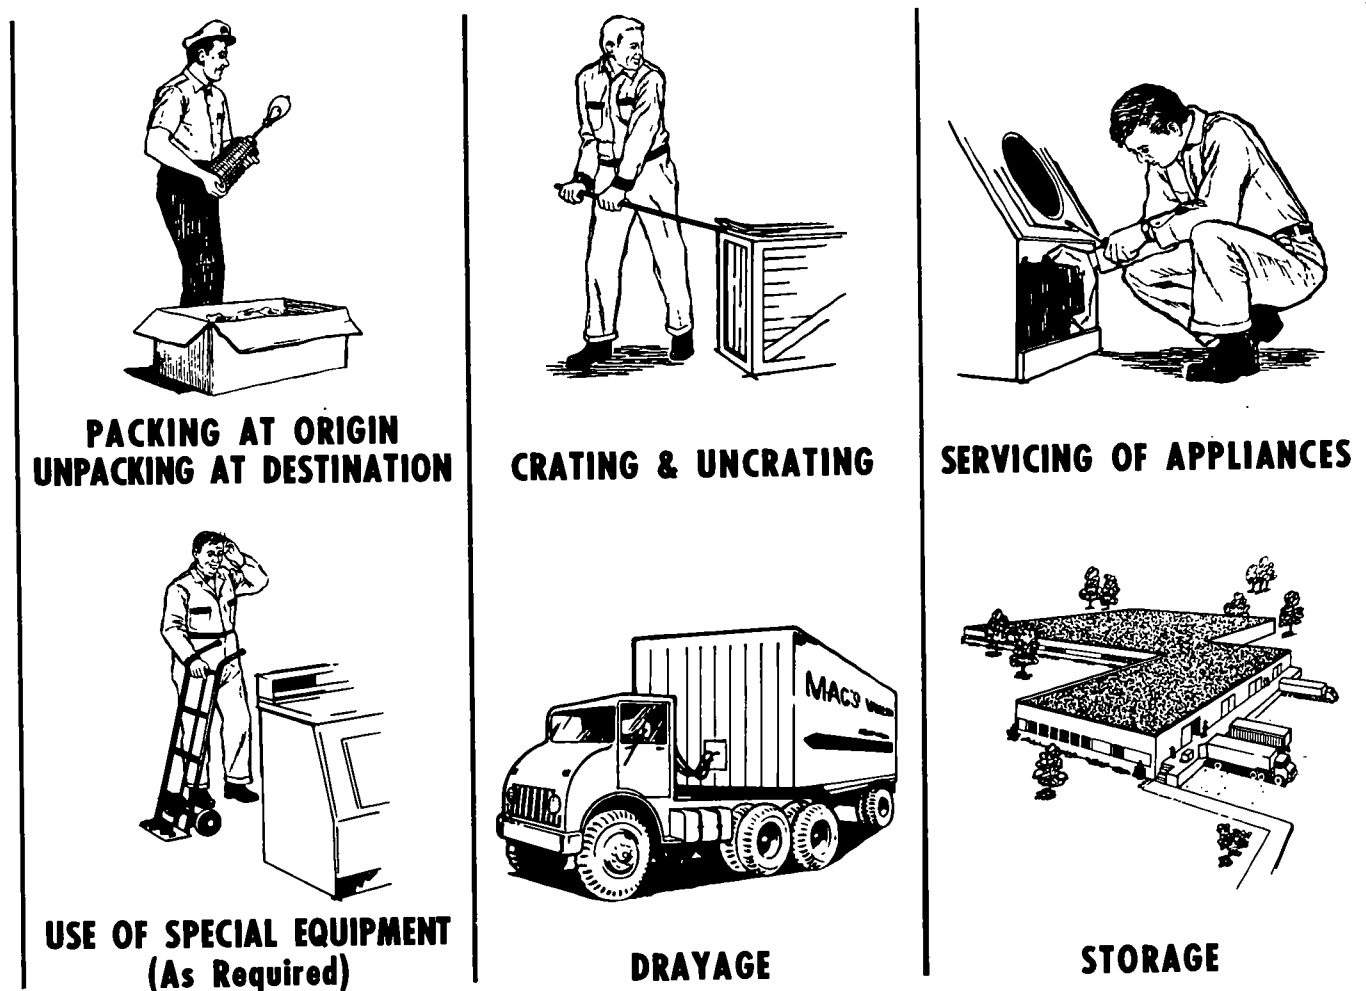 PACKING AT ORIGIN
UNPACKING AT DESTINATION
CRATING & UNCRATING
SERVICING OF APPLIANCES
MAC'S
USE OF SPECIAL EQUIPMENT
(As Required)
DRAYAGE
STORAGE